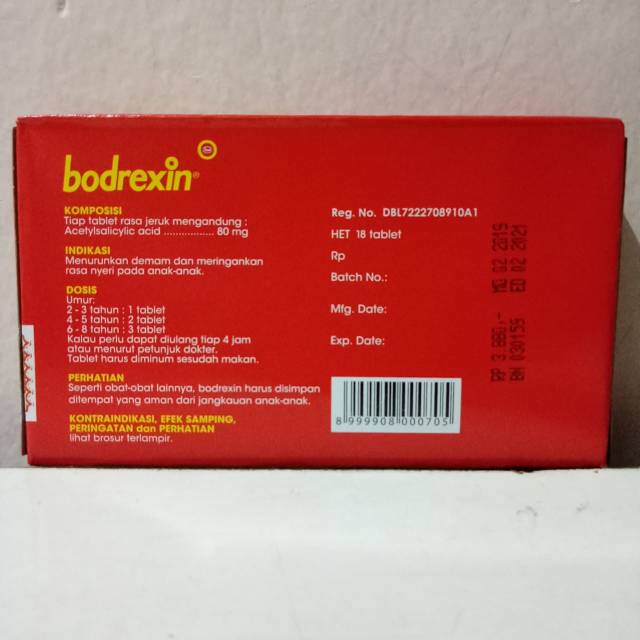 bodrexin®
KOMPOSISI
Tiap tablet rasa jeruk mengandung :
Acetylsalicylic acid ................. 80 mg
INDIKASI
Menurunkan demam dan meringankan
rasa nyeri pada anak-anak.
DOSIS
Umur:
2 - 3 tahun : 1 tablet
4 - 5 tahun : 2 tablet
6 - 8 tahun : 3 tablet
Kalau perlu dapat diulang tiap 4 jam
atau menurut petunjuk dokter.
Tablet harus diminum sesudah makan.
PERHATIAN
Seperti obat-obat lainnya, bodrexin harus disimpan
ditempat yang aman dari jangkauan anak-anak.
KONTRAINDIKASI, EFEK SAMPING,
PERINGATAN dan PERHATIAN
lihat brosur terlampir.
Reg. No. DBL7222708910A1
HET 18 tablet
Rp
Batch No.:
Mfg. Date:
Exp. Date:
8 999908 000705
MD 02 2019
ED 02 2021